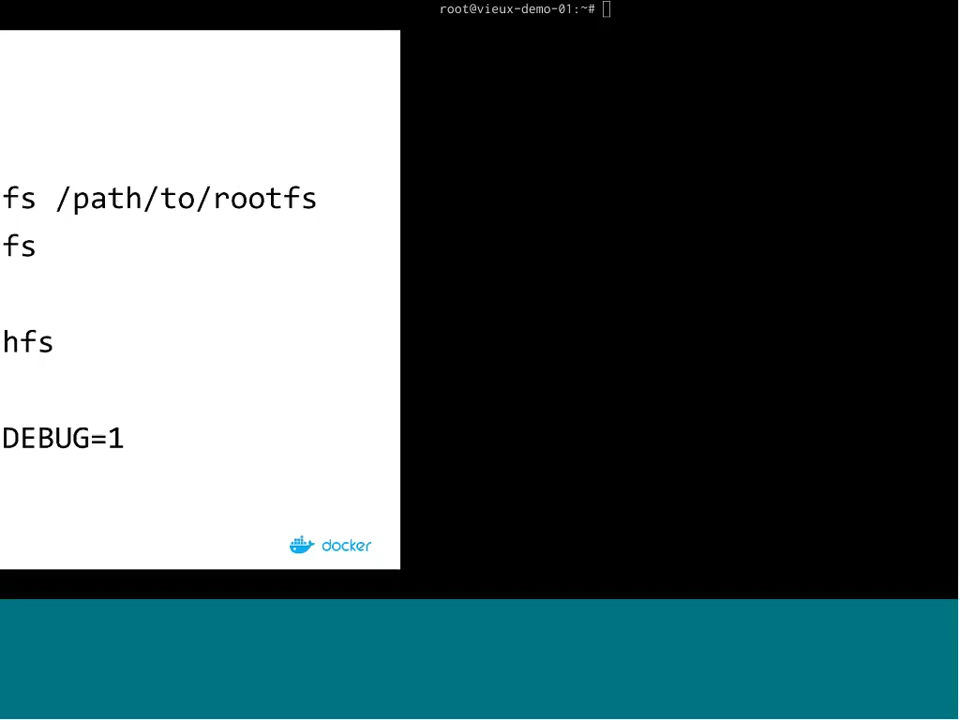 root@vieux-demo-01:~#
fs /path/to/rootfs
fs
hfs
DEBUG=1
docker